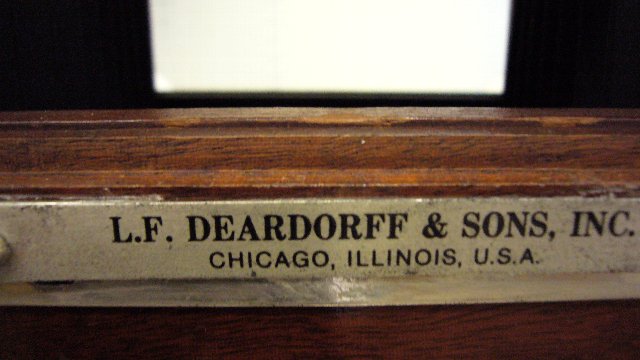 L.F. DEARDORFF & SONS, INC.
CHICAGO, ILLINOIS, U.S.A.